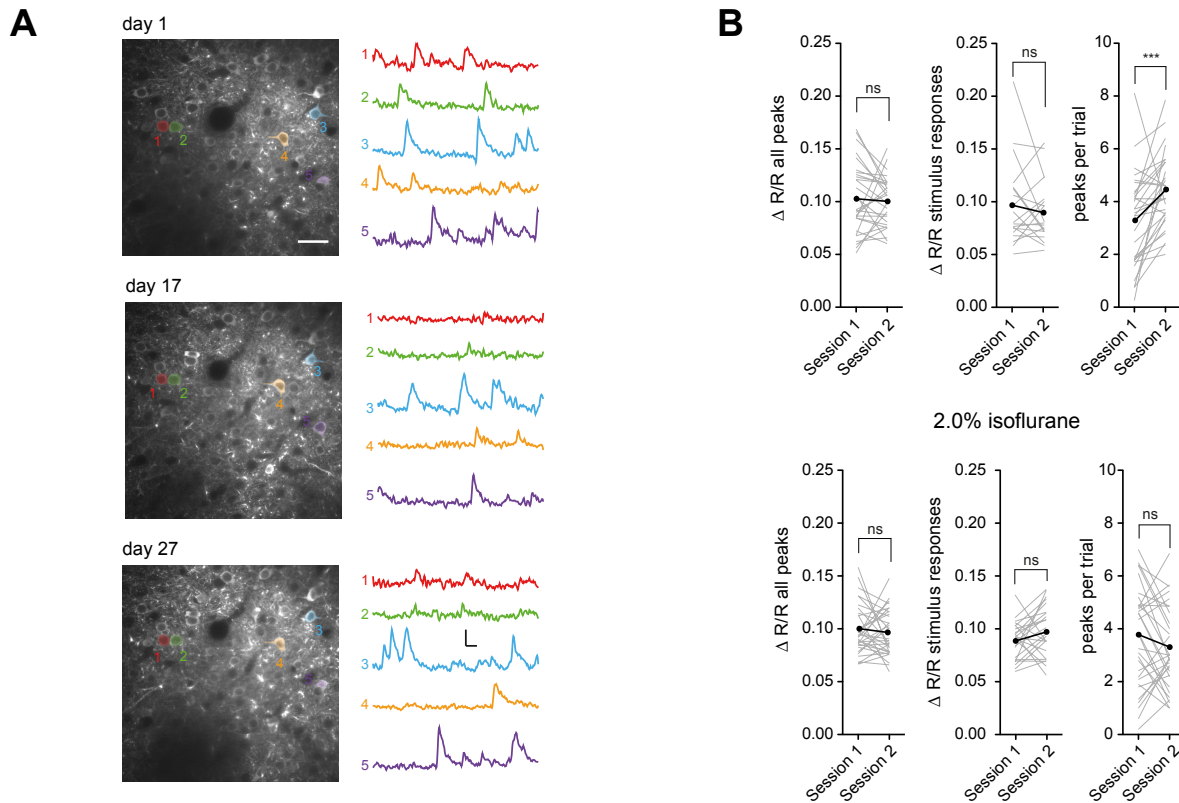 A
day 1
1
2
3
4
5
1
2
3
4
5
day 17
1
2
3
4
5
1
2
3
4
5
day 27
1
2
3
4
5
1
2
3
4
5
B
Δ R/R all peaks
0.25
0.20
0.15
0.10
0.05
0.00
ns
Session 1
Session 2
Δ R/R stimulus responses
0.25
0.20
0.15
0.10
0.05
0.00
ns
Session 1
Session 2
peaks per trial
10
8
6
4
2
0
***
Session 1
Session 2
2.0% isoflurane
Δ R/R all peaks
0.25
0.20
0.15
0.10
0.05
0.00
ns
Session 1
Session 2
Δ R/R stimulus responses
0.25
0.20
0.15
0.10
0.05
0.00
ns
Session 1
Session 2
peaks per trial
10
8
6
4
2
0
ns
Session 1
Session 2